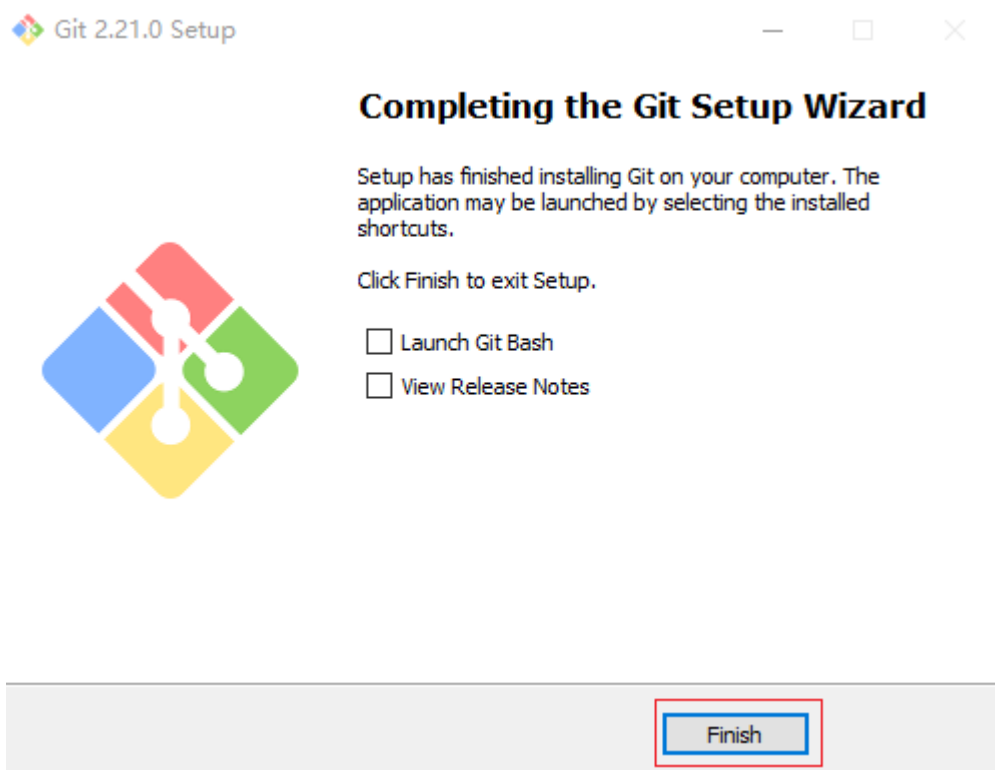 Git 2.21.0 Setup
Completing the Git Setup Wizard
Setup has finished installing Git on your computer. The
application may be launched by selecting the installed
shortcuts.
Click Finish to exit Setup.
Launch Git Bash
View Release Notes
Finish